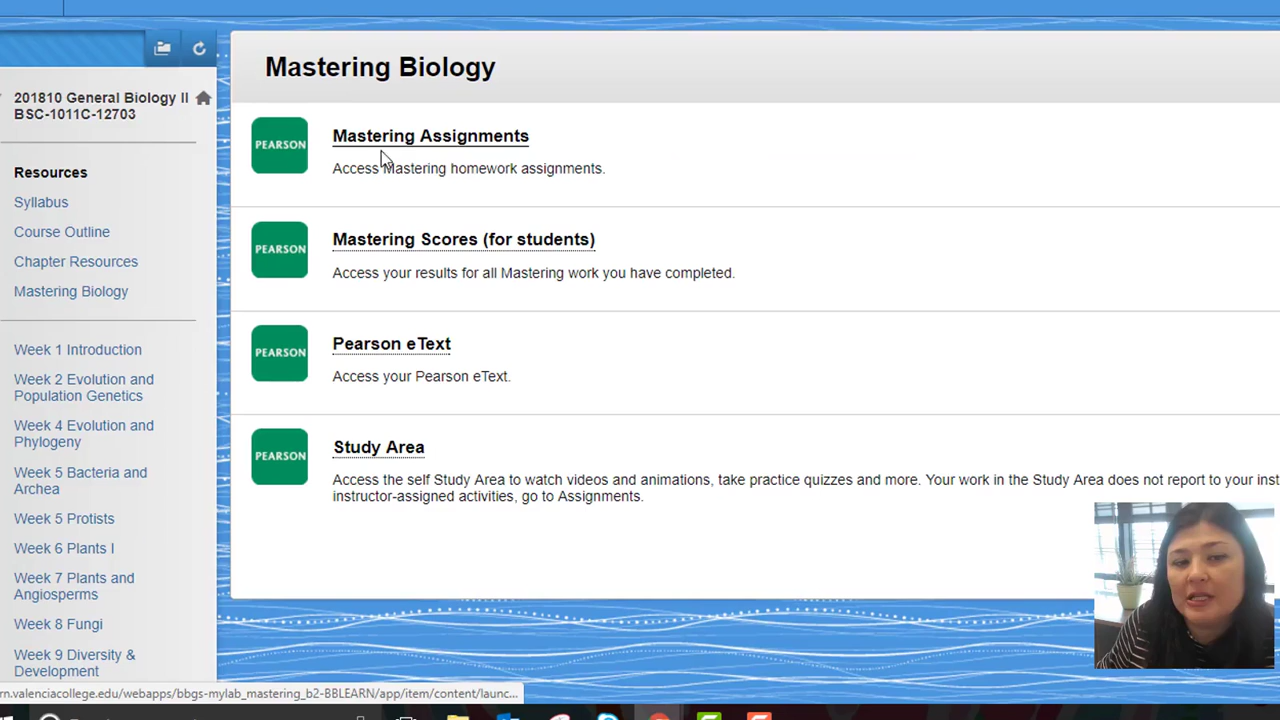 Mastering Biology
201810 General Biology II
BSC-1011C-12703
Resources
Syllabus
Course Outline
Chapter Resources
Mastering Biology
Week 1 Introduction
Week 2 Evolution and
Population Genetics
Week 4 Evolution and
Phylogeny
Week 5 Bacteria and
Archea
Week 5 Protists
Week 6 Plants I
Week 7 Plants and
Angiosperms
Week 8 Fungi
Week 9 Diversity &
Development
PEARSON
Mastering Assignments
Access Mastering homework assignments.
PEARSON
Mastering Scores (for students)
Access your results for all Mastering work you have completed.
PEARSON
Pearson eText
Access your Pearson eText.
PEARSON
Study Area
Access the self Study Area to watch videos and animations, take practice quizzes and more. Your work in the Study Area does not report to your inst
instructor-assigned activities, go to Assignments.
rn.valenciacollege.edu/webapps/bbgs-mylab_mastering_b2-BBLEARN/app/item/content/launc...